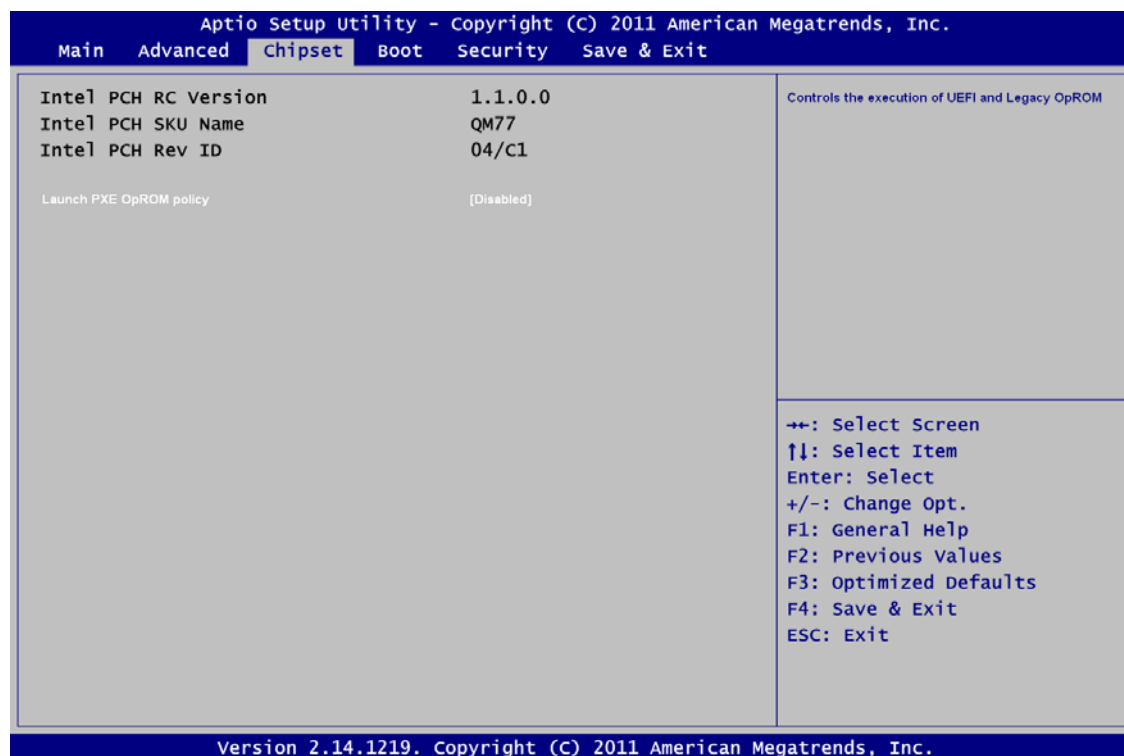 Aptio Setup Utility – Copyright (C) 2011 American Megatrends, Inc.
Main Advanced Chipset Boot Security Save & Exit
Intel PCH RC Version 1.1.0.0
Intel PCH SKU Name QM77
Intel PCH Rev ID 04/C1
Launch PXE OpROM policy [Disabled]
Controls the execution of UEFI and Legacy OpROM
→←: Select Screen
↑↓: Select Item
Enter: Select
+/-: Change Opt.
F1: General Help
F2: Previous Values
F3: Optimized Defaults
F4: Save & Exit
ESC: Exit
Version 2.14.1219. Copyright (C) 2011 American Megatrends, Inc.